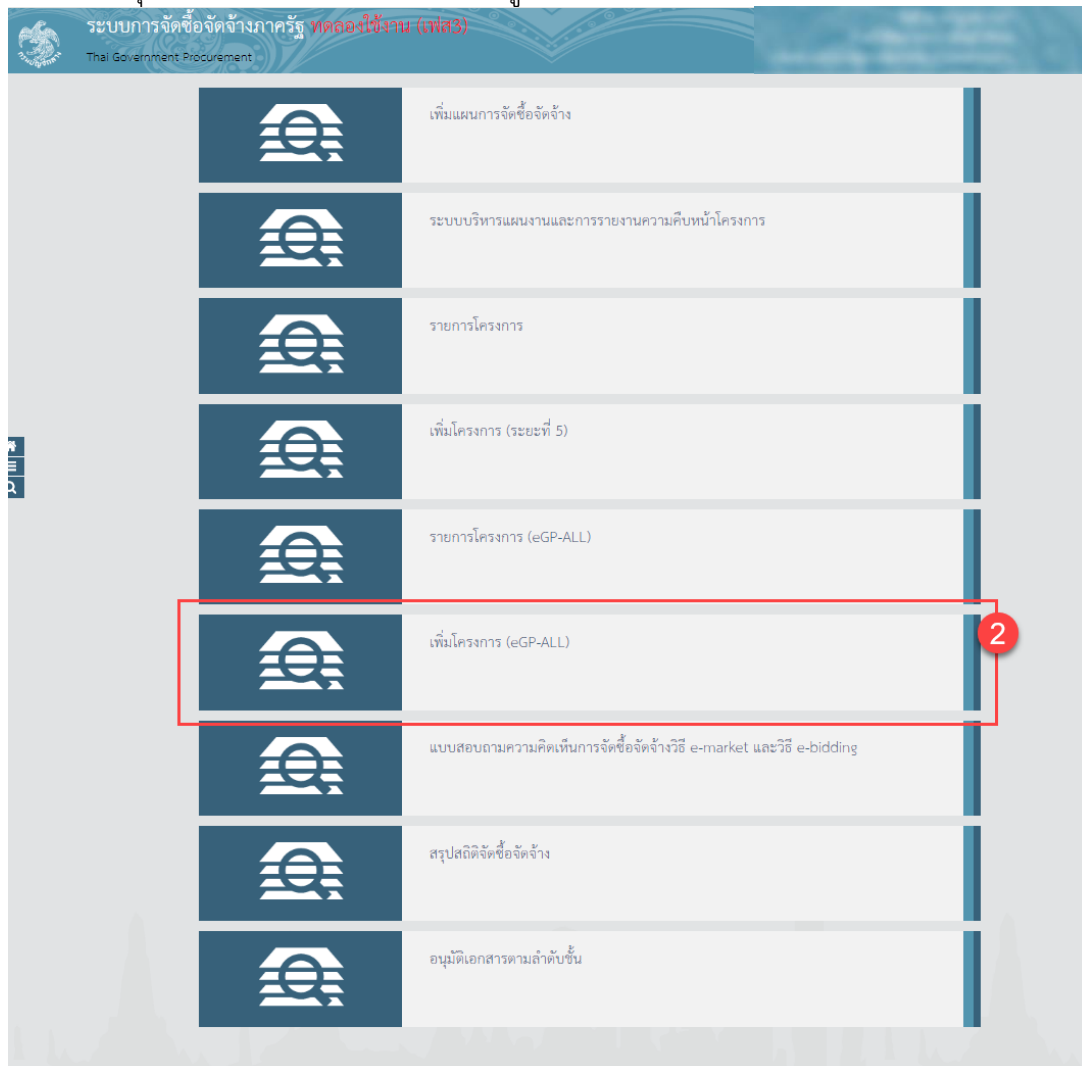 ระบบการจัดซื้อจัดจ้างภาครัฐ ทดลองใช้งาน (เฟส3)
Thai Government Procurement
เพิ่มแผนการจัดซื้อจัดจ้าง
ระบบบริหารแผนงานและการรายงานความคืบหน้าโครงการ
รายการโครงการ
เพิ่มโครงการ (ระยะที่ 5)
รายการโครงการ (eGP-ALL)
เพิ่มโครงการ (eGP-ALL)
2
แบบสอบถามความคิดเห็นการจัดซื้อจัดจ้างวิธี e-market และวิธี e-bidding
สรุปสถิติจัดซื้อจัดจ้าง
อนุมัติเอกสารตามลำดับชั้น